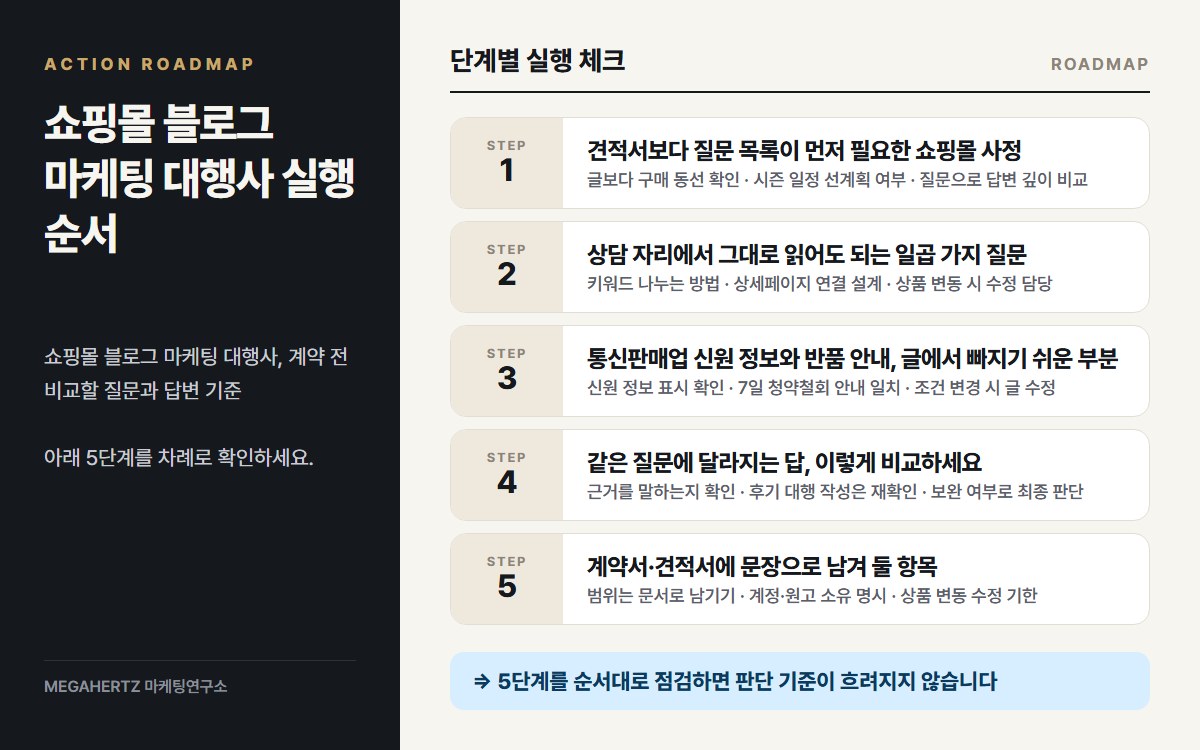 ACTION ROADMAP
쇼핑몰 블로그
마케팅 대행사 실행
순서
쇼핑몰 블로그 마케팅 대행사, 계약 전
비교할 질문과 답변 기준
아래 5단계를 차례로 확인하세요.
MEGAHERTZ 마케팅연구소
단계별 실행 체크
ROADMAP
STEP
1
견적서보다 질문 목록이 먼저 필요한 쇼핑몰 사정
글보다 구매 동선 확인 · 시즌 일정 선계획 여부 · 질문으로 답변 깊이 비교
STEP
2
상담 자리에서 그대로 읽어도 되는 일곱 가지 질문
키워드 나누는 방법 · 상세페이지 연결 설계 · 상품 변동 시 수정 담당
STEP
3
통신판매업 신원 정보와 반품 안내, 글에서 빠지기 쉬운 부분
신원 정보 표시 확인 · 7일 청약철회 안내 일치 · 조건 변경 시 글 수정
STEP
4
같은 질문에 달라지는 답, 이렇게 비교하세요
근거를 말하는지 확인 · 후기 대행 작성은 재확인 · 보완 여부로 최종 판단
STEP
5
계약서·견적서에 문장으로 남겨 둘 항목
범위는 문서로 남기기 · 계정·원고 소유 명시 · 상품 변동 수정 기한
⇒ 5단계를 순서대로 점검하면 판단 기준이 흐려지지 않습니다